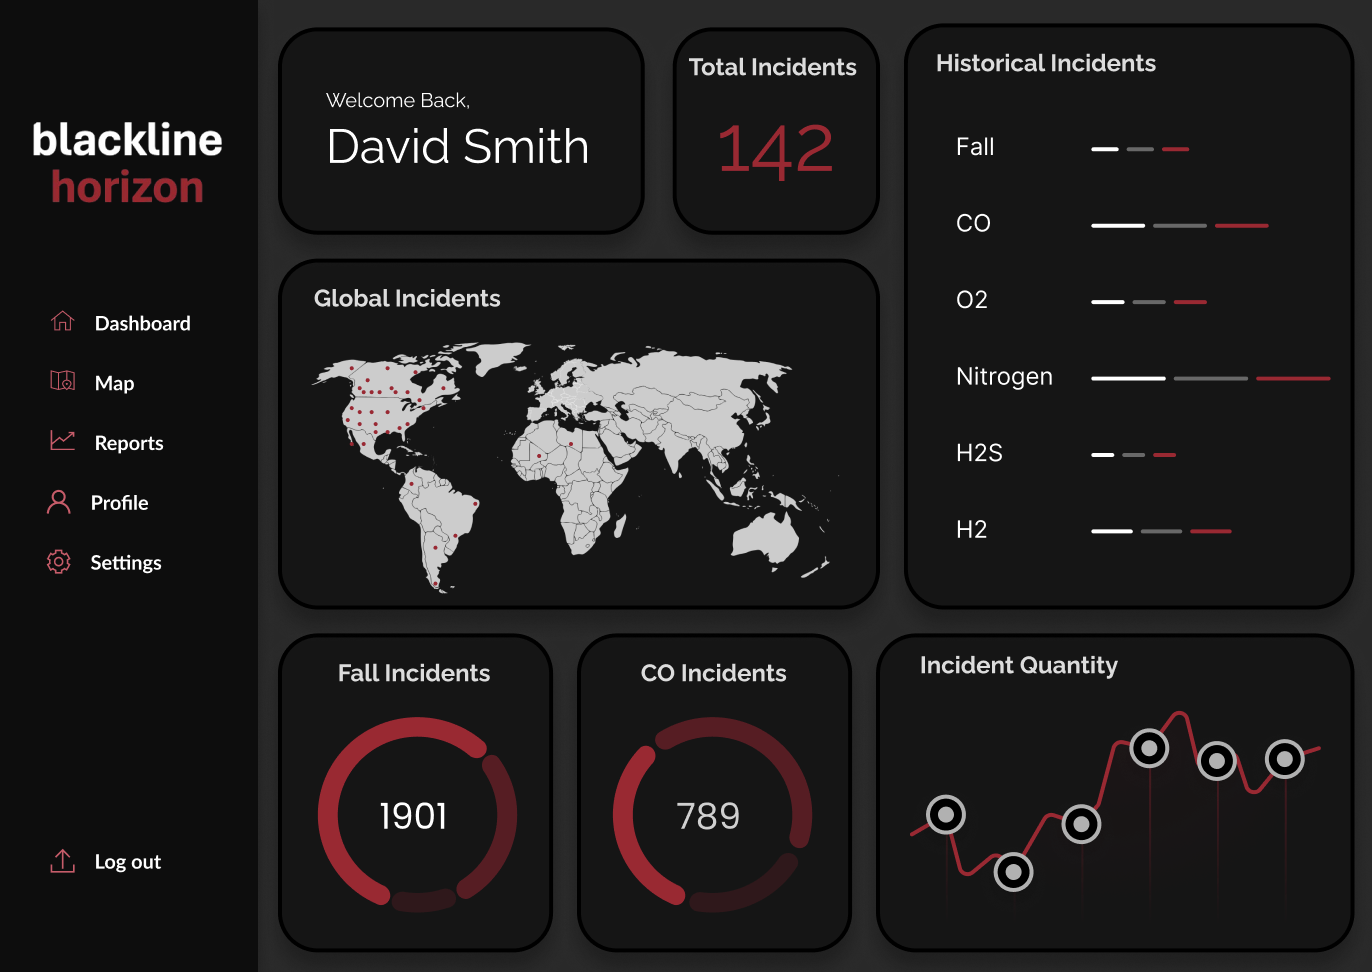 blackline
horizon
Dashboard
Map
Reports
Profile
Settings
Log out
Welcome Back,
David Smith
Total Incidents
142
Historical Incidents
Fall
CO
O2
Nitrogen
H2S
H2
Global Incidents
Fall Incidents
1901
CO Incidents
789
Incident Quantity